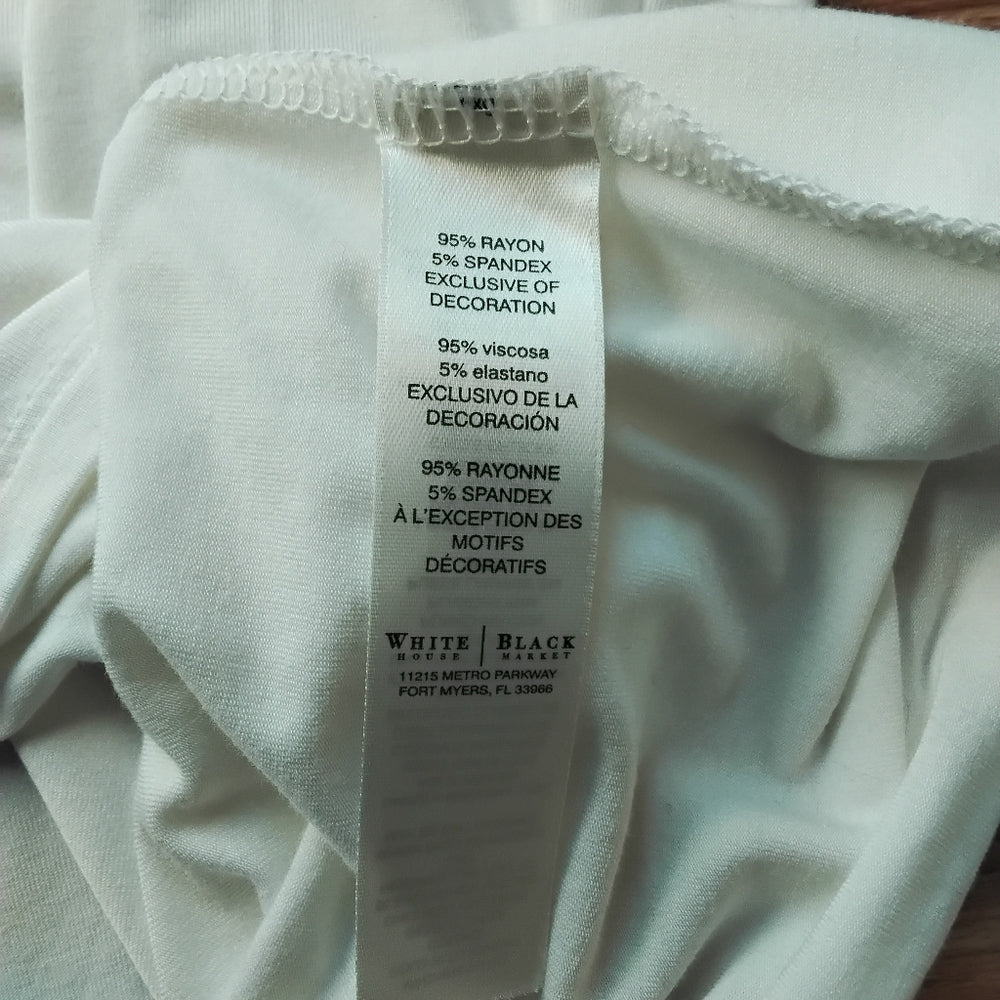 95% RAYON
5% SPANDEX
EXCLUSIVE OF
DECORATION
95% viscosa
5% elastano
EXCLUSIVO DE LA
DECORACIÓN
95% RAYONNE
5% SPANDEX
À L'EXCEPTION DES
MOTIFS
DÉCORATIFS
WHITE | BLACK
HOUSE MARKET
11215 METRO PARKWAY
FORT MYERS, FL 33966